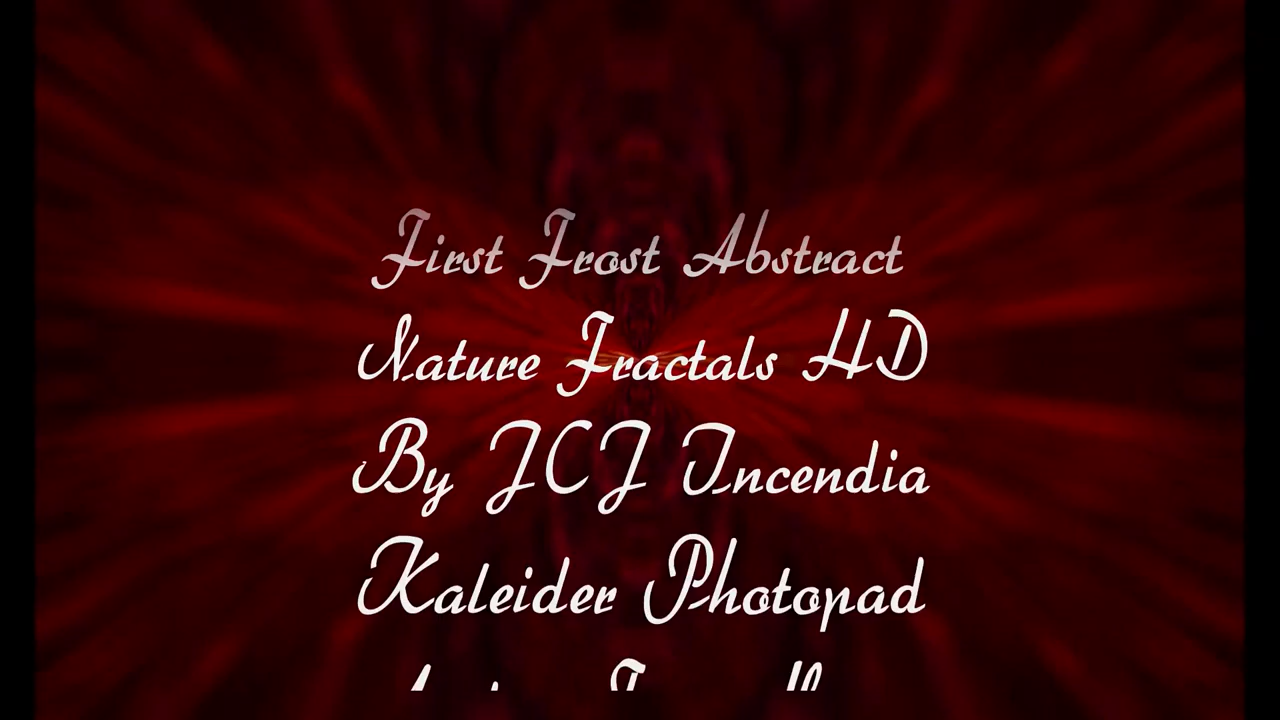 First Frost Abstract
Nature Fractals HD
By JCJ Incendia
Kaleider Photopad